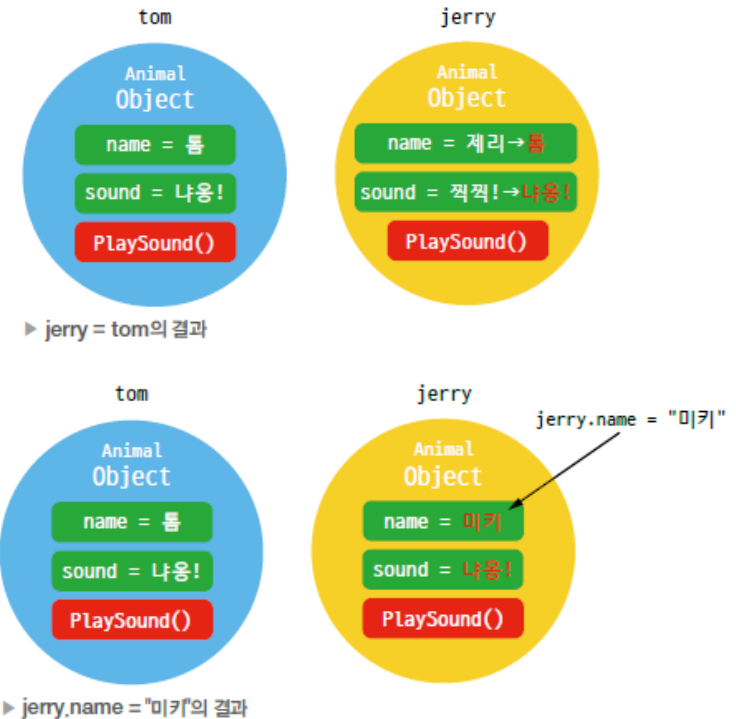 tom
jerry
Animal
Object
name = 톰
sound = 냐옹!
PlaySound()
Animal
Object
name = 제리→톰
sound = 찍찍!→냐옹!
PlaySound()
▶ jerry = tom의 결과
tom
jerry
jerry.name = "미키"
Animal
Object
name = 톰
sound = 냐옹!
PlaySound()
Animal
Object
name = 미키
sound = 냐옹!
PlaySound()
▶ jerry.name = "미키"의 결과